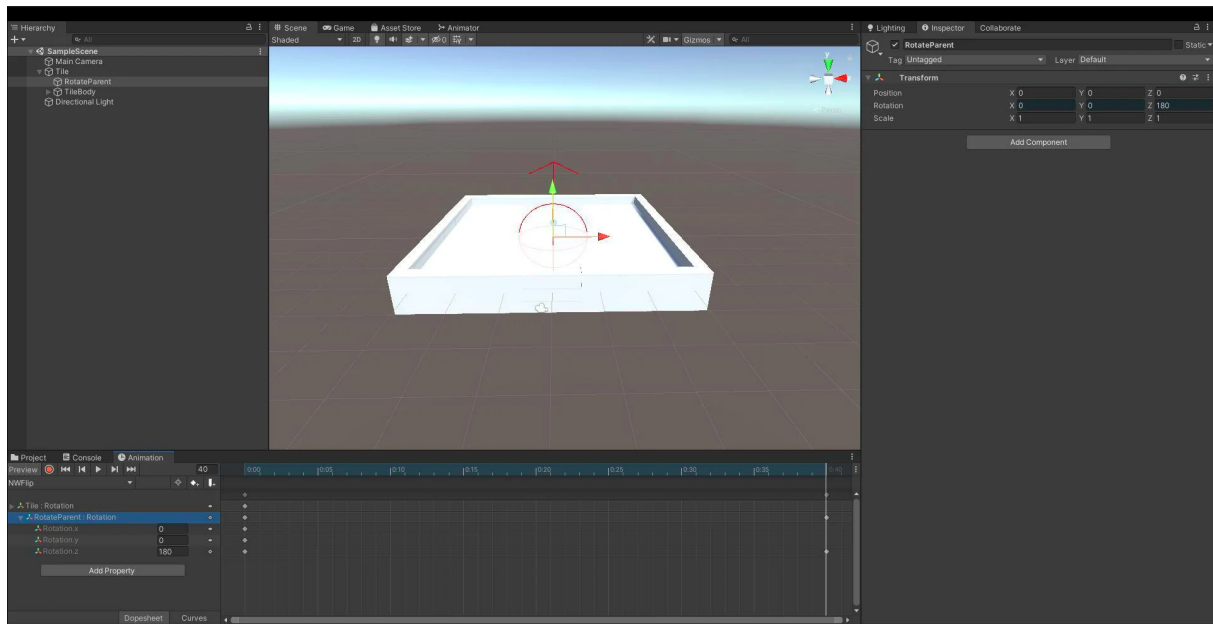 Hierarchy
All
SampleScene
Main Camera
Tile
RotateParent
TileBody
Directional Light
Scene Game Asset Store Animator
Shaded 2D 0 Gizmos All
y
Persp
Lighting Inspector Collaborate
RotateParent Static
Tag Untagged Layer Default
Transform
Position X 0 Y 0 Z 0
Rotation X 0 Y 0 Z 180
Scale X 1 Y 1 Z 1
Add Component
Project Console Animation
Preview 40 0:00 0:05 0:10 0:15 0:20 0:25 0:30 0:35 0:40
NWFlip
Tile : Rotation
RotateParent : Rotation
Rotation.x 0
Rotation.y 0
Rotation.z 180
Add Property
Dopesheet Curves